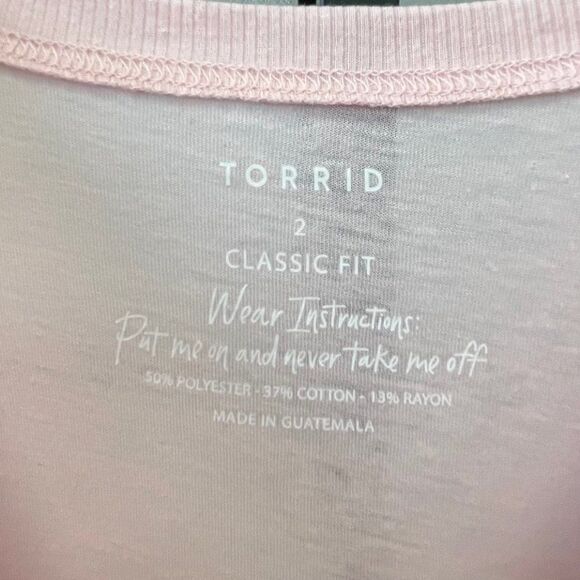 TORRID
2
CLASSIC FIT
Wear Instructions:
Put me on and never take me off
50% POLYESTER - 37% COTTON - 13% RAYON
MADE IN GUATEMALA